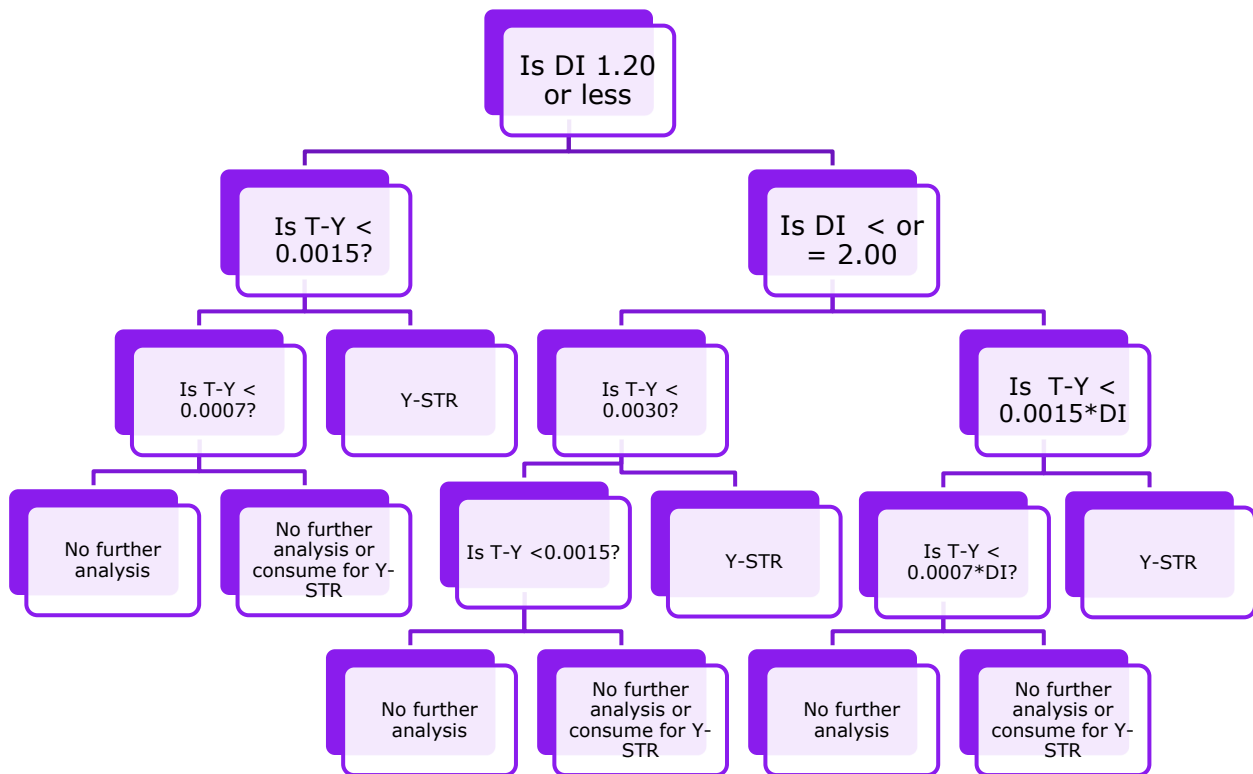 Is DI 1.20
or less
Is T-Y <
0.0015?
Is DI  < or
= 2.00
Is T-Y <
0.0007?
Y-STR
Is T-Y <
0.0030?
Is  T-Y <
0.0015*DI
No further
analysis
No further
analysis or
consume for Y-
STR
Is T-Y <0.0015?
Y-STR
Is T-Y <
0.0007*DI?
Y-STR
No further
analysis
No further
analysis or
consume for Y-
STR
No further
analysis
No further
analysis or
consume for Y-
STR